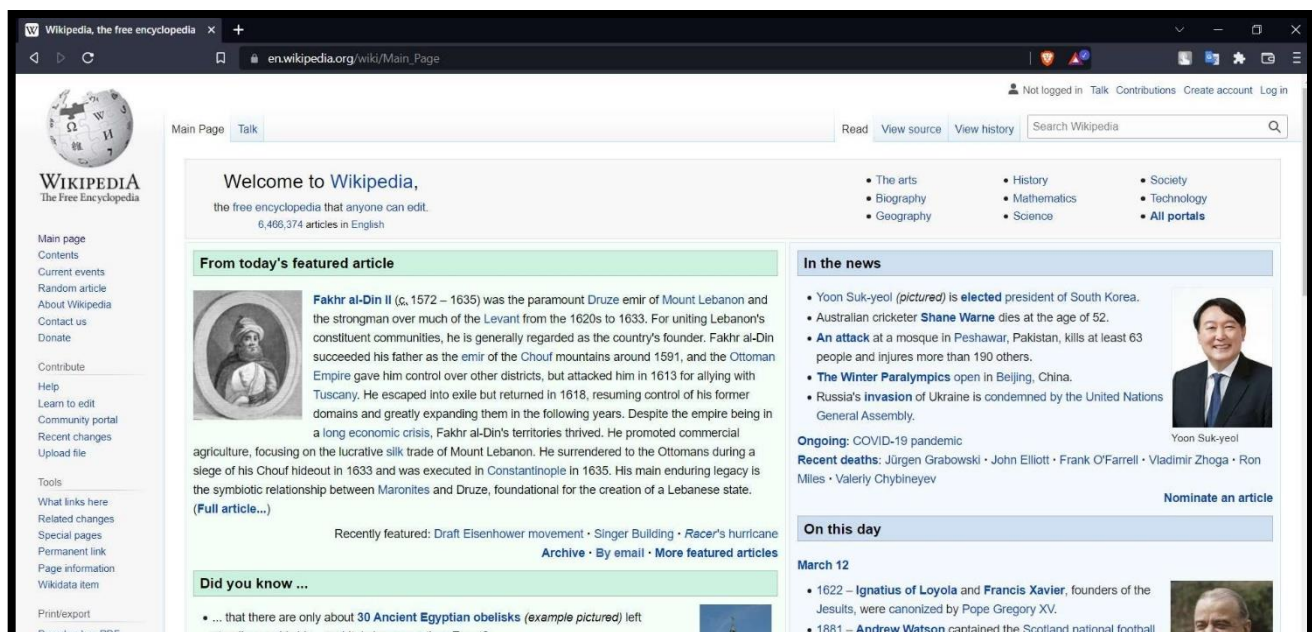 Wikipedia, the free encyclopedia
en.wikipedia.org/wiki/Main_Page
Not logged in Talk Contributions Create account Log in
Main Page Talk
Read View source View history Search Wikipedia
WIKIPEDIA
The Free Encyclopedia
Main page
Contents
Current events
Random article
About Wikipedia
Contact us
Donate
Contribute
Help
Learn to edit
Community portal
Recent changes
Upload file
Tools
What links here
Related changes
Special pages
Permanent link
Page information
Wikidata item
Print/export
Welcome to Wikipedia,
the free encyclopedia that anyone can edit.
6,466,374 articles in English
• The arts
• Biography
• Geography
• History
• Mathematics
• Science
• Society
• Technology
• All portals
From today's featured article
Fakhr al-Din II (c. 1572 – 1635) was the paramount Druze emir of Mount Lebanon and
the strongman over much of the Levant from the 1620s to 1633. For uniting Lebanon's
constituent communities, he is generally regarded as the country's founder. Fakhr al-Din
succeeded his father as the emir of the Chouf mountains around 1591, and the Ottoman
Empire gave him control over other districts, but attacked him in 1613 for allying with
Tuscany. He escaped into exile but returned in 1618, resuming control of his former
domains and greatly expanding them in the following years. Despite the empire being in
a long economic crisis, Fakhr al-Din's territories thrived. He promoted commercial
agriculture, focusing on the lucrative silk trade of Mount Lebanon. He surrendered to the Ottomans during a
siege of his Chouf hideout in 1633 and was executed in Constantinople in 1635. His main enduring legacy is
the symbiotic relationship between Maronites and Druze, foundational for the creation of a Lebanese state.
(Full article...)
Recently featured: Draft Eisenhower movement • Singer Building • Racer's hurricane
Archive • By email • More featured articles
Did you know ...
• ... that there are only about 30 Ancient Egyptian obelisks (example pictured) left
In the news
• Yoon Suk-yeol (pictured) is elected president of South Korea.
• Australian cricketer Shane Warne dies at the age of 52.
• An attack at a mosque in Peshawar, Pakistan, kills at least 63
people and injures more than 190 others.
• The Winter Paralympics open in Beijing, China.
• Russia's invasion of Ukraine is condemned by the United Nations
General Assembly.
Yoon Suk-yeol
Ongoing: COVID-19 pandemic
Recent deaths: Jürgen Grabowski • John Elliott • Frank O'Farrell • Vladimir Zhoga • Ron
Miles • Valeriy Chybineyev
Nominate an article
On this day
March 12
• 1622 – Ignatius of Loyola and Francis Xavier, founders of the
Jesuits, were canonized by Pope Gregory XV.
• 1881 – Andrew Watson captained the Scotland national football